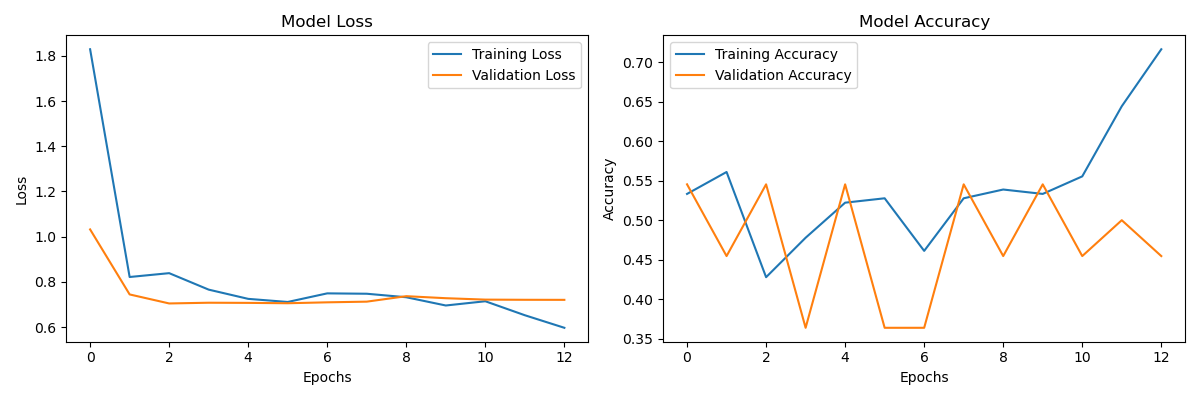 Model Loss
Training Loss
Validation Loss
1.8
1.6
1.4
1.2
1.0
0.8
0.6
Loss
0 2 4 6 8 10 12
Epochs
Model Accuracy
Training Accuracy
Validation Accuracy
0.70
0.65
0.60
0.55
0.50
0.45
0.40
0.35
Accuracy
0 2 4 6 8 10 12
Epochs